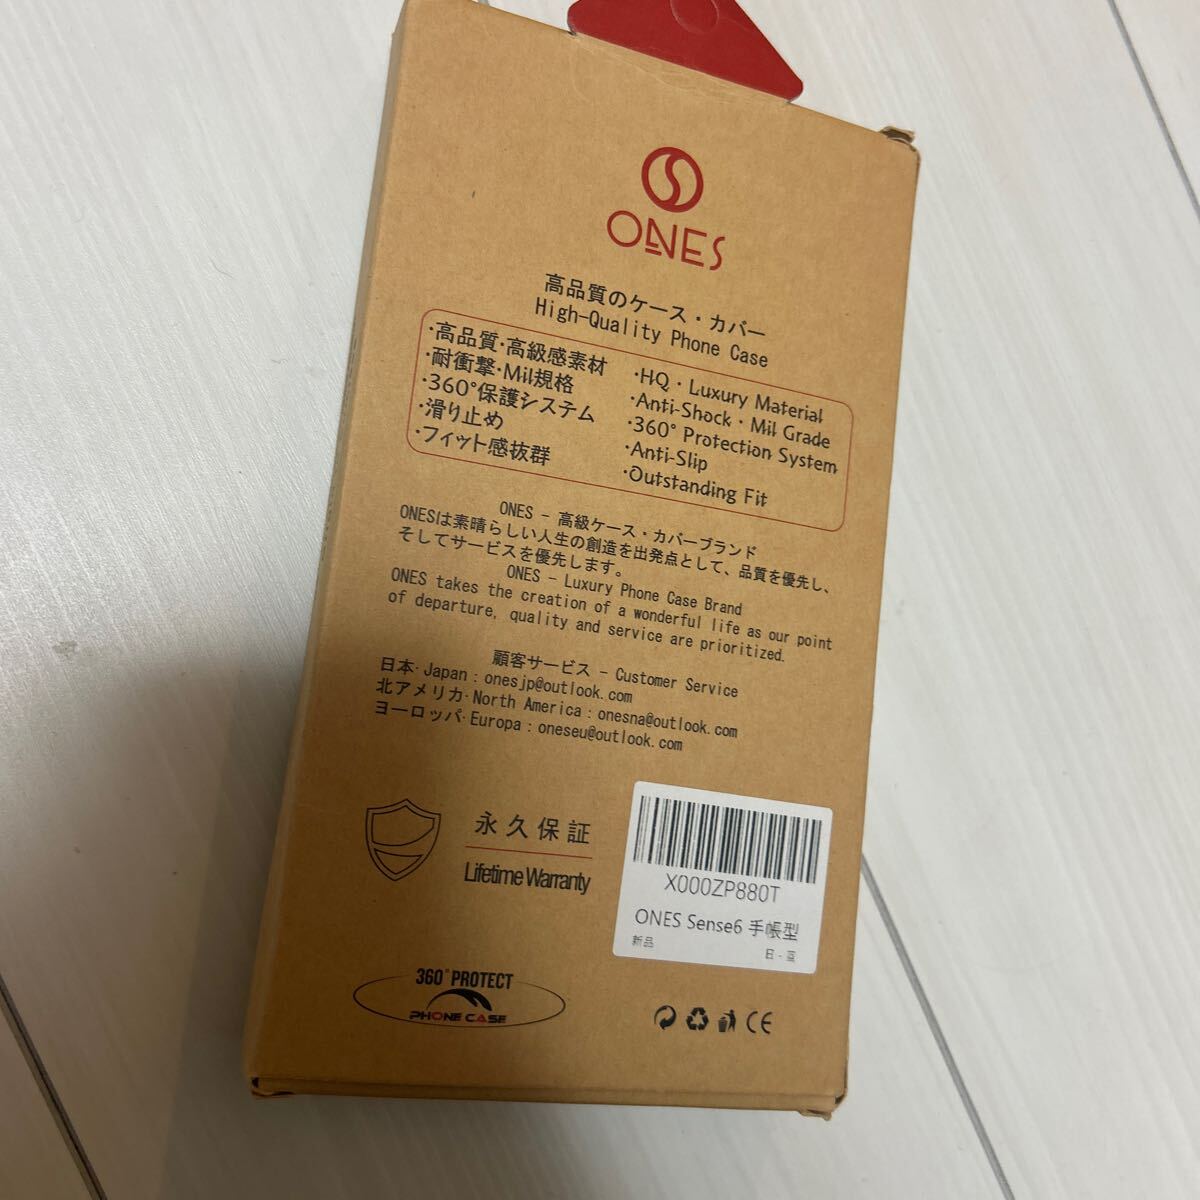 ONES
高品質のケース・カバー
High-Quality Phone Case
・高品質・高級感素材
・耐衝撃・Mil規格
・360°保護システム
・滑り止め
・フィット感抜群
・HQ・Luxury Material
・Anti-Shock・Mil Grade
・360° Protection System
・Anti-Slip
・Outstanding Fit
ONES - 高級ケース・カバーブランド
ONESは素晴らしい人生の創造を出発点として、品質を優先し、
そしてサービスを優先します。
ONES - Luxury Phone Case Brand
ONES takes the creation of a wonderful life as our point
of departure, quality and service are prioritized.
顧客サービス - Customer Service
日本・Japan：onesjp@outlook.com
北アメリカ・North America：onesna@outlook.com
ヨーロッパ・Europa：oneseu@outlook.com
永久保証
Lifetime Warranty
X000ZP880T
ONES Sense6 手帳型
新品
日-茶
360°PROTECT
PHONE CASE
CE